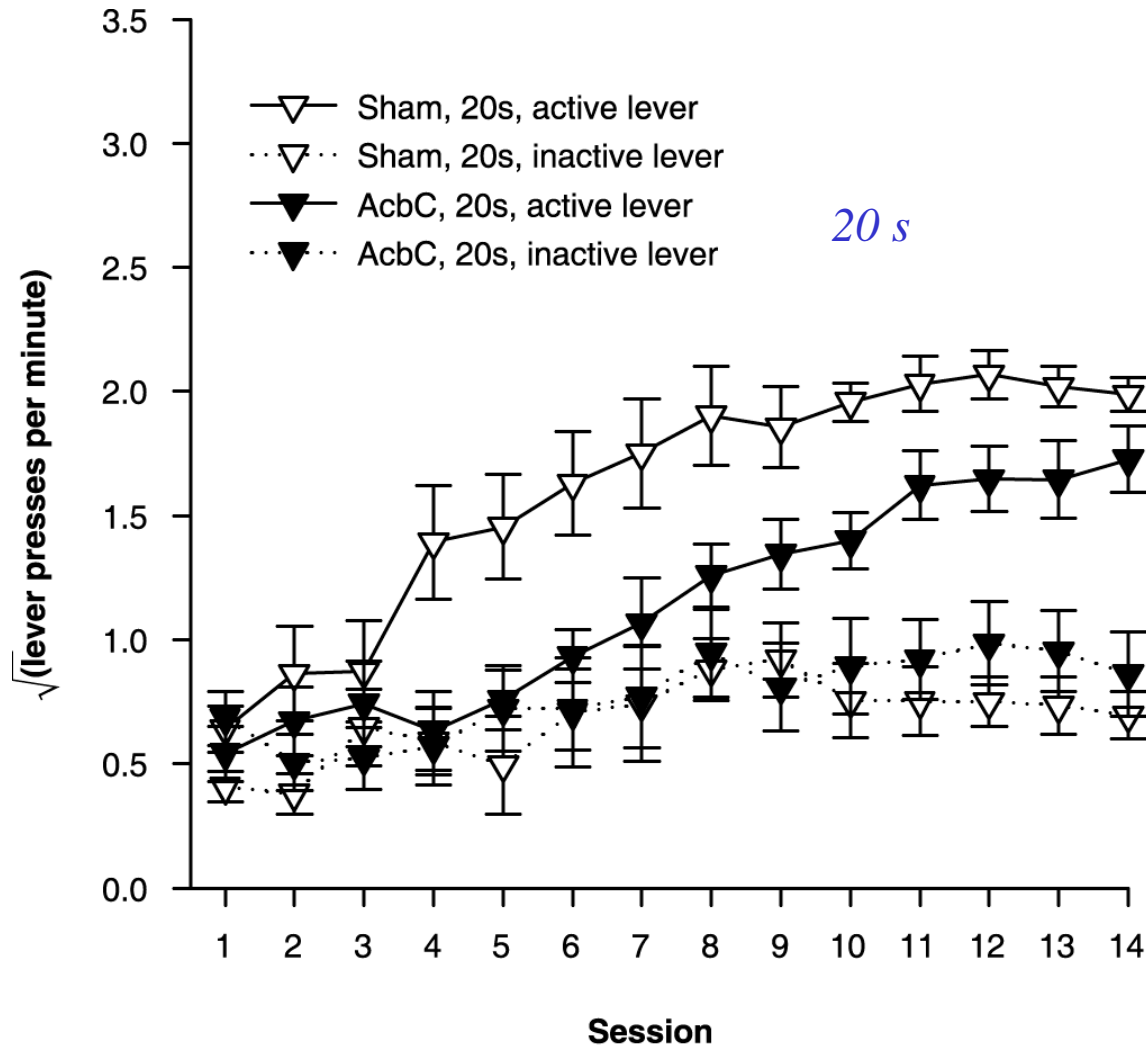 3.5
3.0
2.5
2.0
1.5
1.0
0.5
0.0
√(lever presses per minute)
Sham, 20s, active lever
Sham, 20s, inactive lever
AcbC, 20s, active lever
AcbC, 20s, inactive lever
20 s
1 2 3 4 5 6 7 8 9 10 11 12 13 14
Session